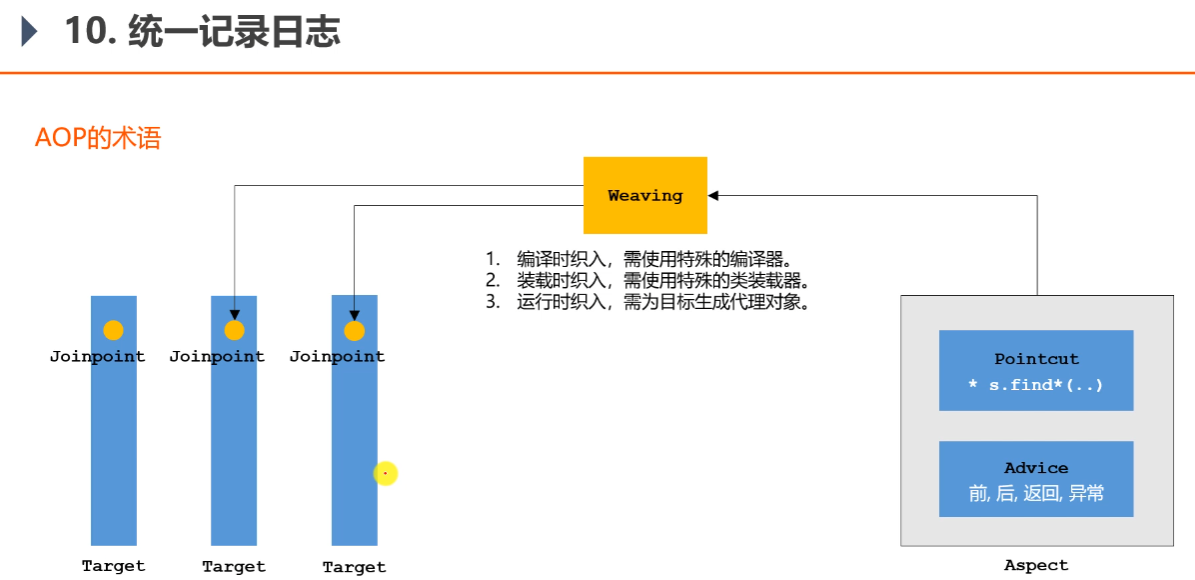 10. 统一记录日志
AOP的术语
Weaving
1. 编译时织入，需使用特殊的编译器。
2. 装载时织入，需使用特殊的类装载器。
3. 运行时织入，需为目标生成代理对象。
Joinpoint
Joinpoint
Joinpoint
Target
Target
Target
Pointcut
* s.find*(..)
Advice
前, 后, 返回, 异常
Aspect